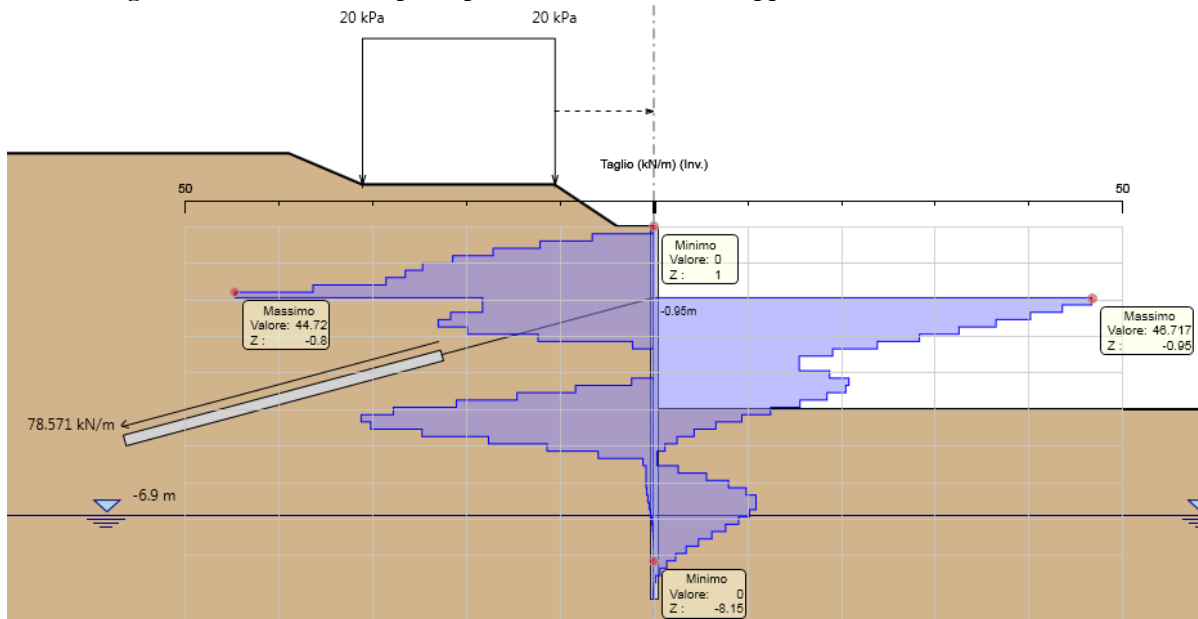 20 kPa
20 kPa
Taglio (kN/m) (Inv.)
50
50
Minimo
Valore: 0
Z : 1
Massimo
Valore: 44.72
Z : -0.8
-0.95m
Massimo
Valore: 46.717
Z : -0.95
78.571 kN/m
-6.9 m
Minimo
Valore: 0
Z : -8.15